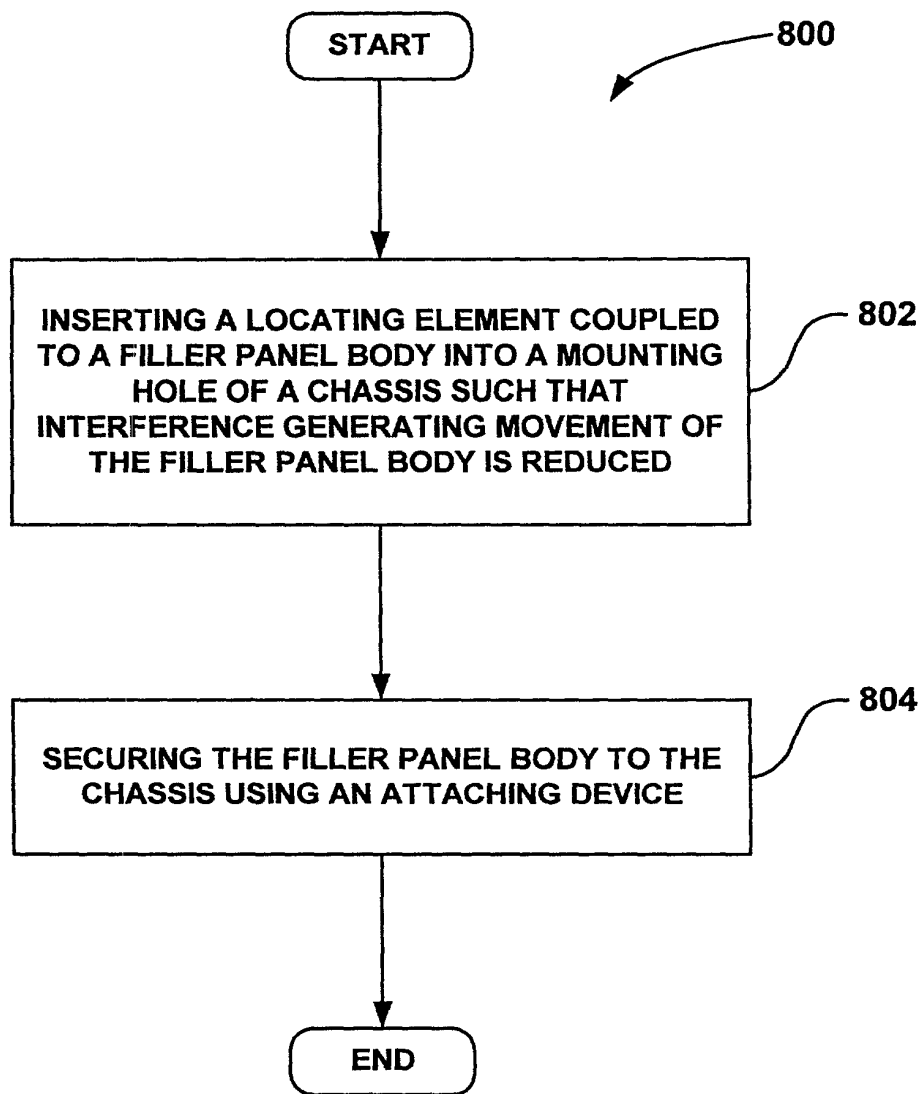 START
800
INSERTING A LOCATING ELEMENT COUPLED
TO A FILLER PANEL BODY INTO A MOUNTING
HOLE OF A CHASSIS SUCH THAT
INTERFERENCE GENERATING MOVEMENT OF
THE FILLER PANEL BODY IS REDUCED
802
SECURING THE FILLER PANEL BODY TO THE
CHASSIS USING AN ATTACHING DEVICE
804
END